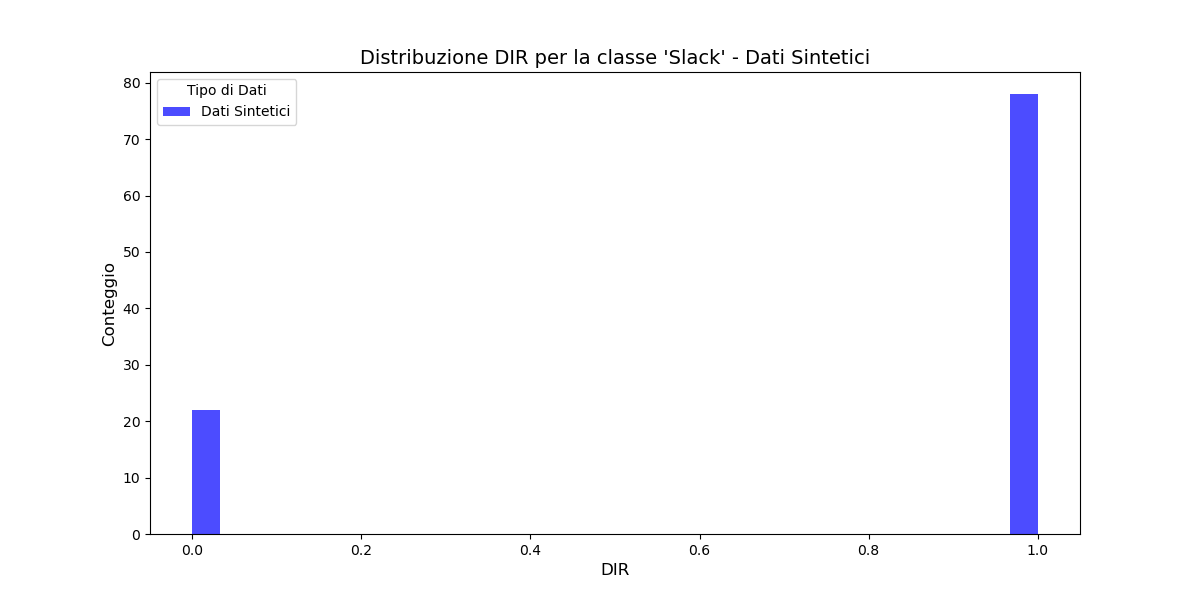 Distribuzione DIR per la classe 'Slack' - Dati Sintetici
Tipo di Dati
Dati Sintetici
80
70
60
50
40
30
20
10
0
Conteggio
0.0 0.2 0.4 0.6 0.8 1.0
DIR